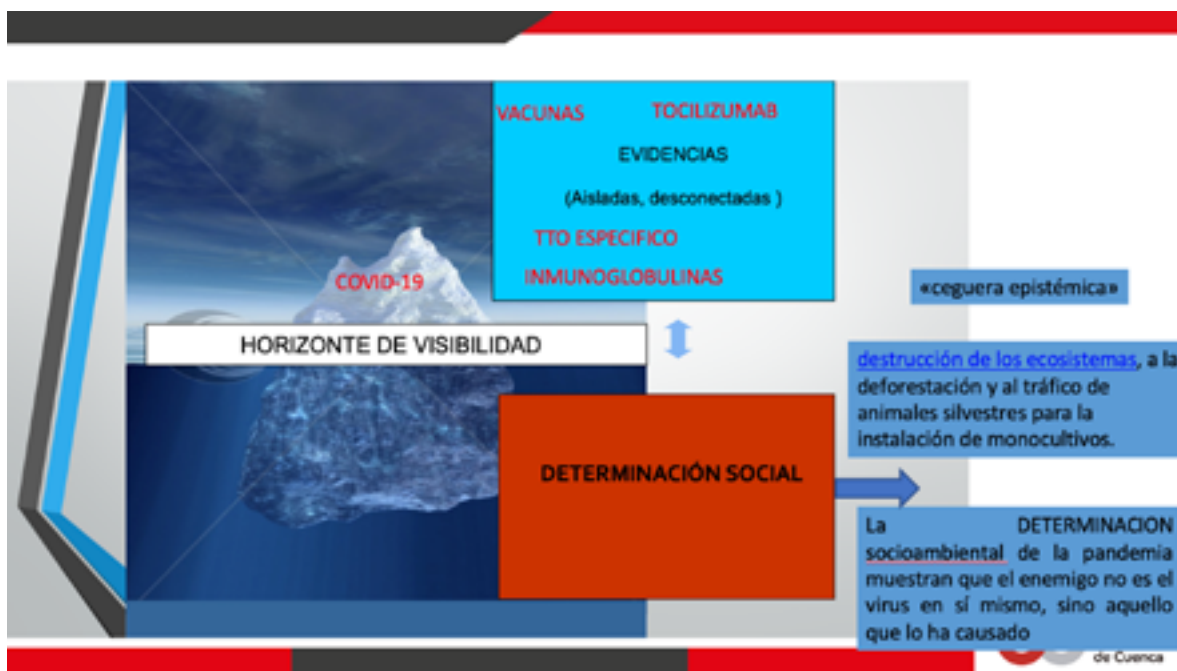 VACUNAS TOCILIZUMAB
EVIDENCIAS
(Aisladas, desconectadas )
TTO ESPECIFICO
INMUNOGLOBULINAS
COVID-19
HORIZONTE DE VISIBILIDAD
DETERMINACIÓN SOCIAL
«ceguera epistémica»
destrucción de los ecosistemas, a la
deforestación y al tráfico de
animales silvestres para la
instalación de monocultivos.
La DETERMINACION
socioambiental de la pandemia
muestran que el enemigo no es el
virus en sí mismo, sino aquello
que lo ha causado
de Cuenca